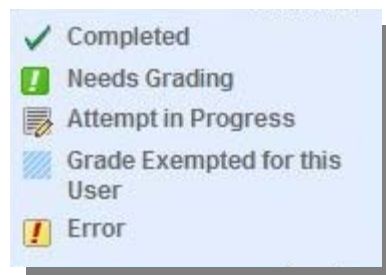 Completed
Needs Grading
Attempt in Progress
Grade Exempted for this
User
Error